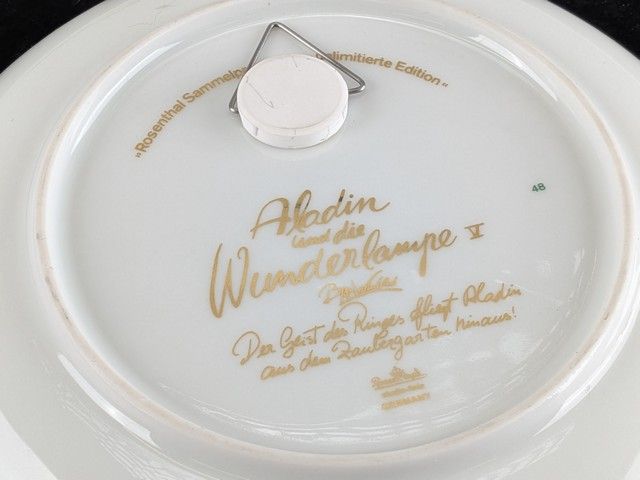 „Rosenthal Sammelp limitierte Edition“
48
Aladin
und die
Wunderlampe V
Der Geist des Ringes fliegt Aladin
aus dem Zaubergarten hinaus!
GERMANY